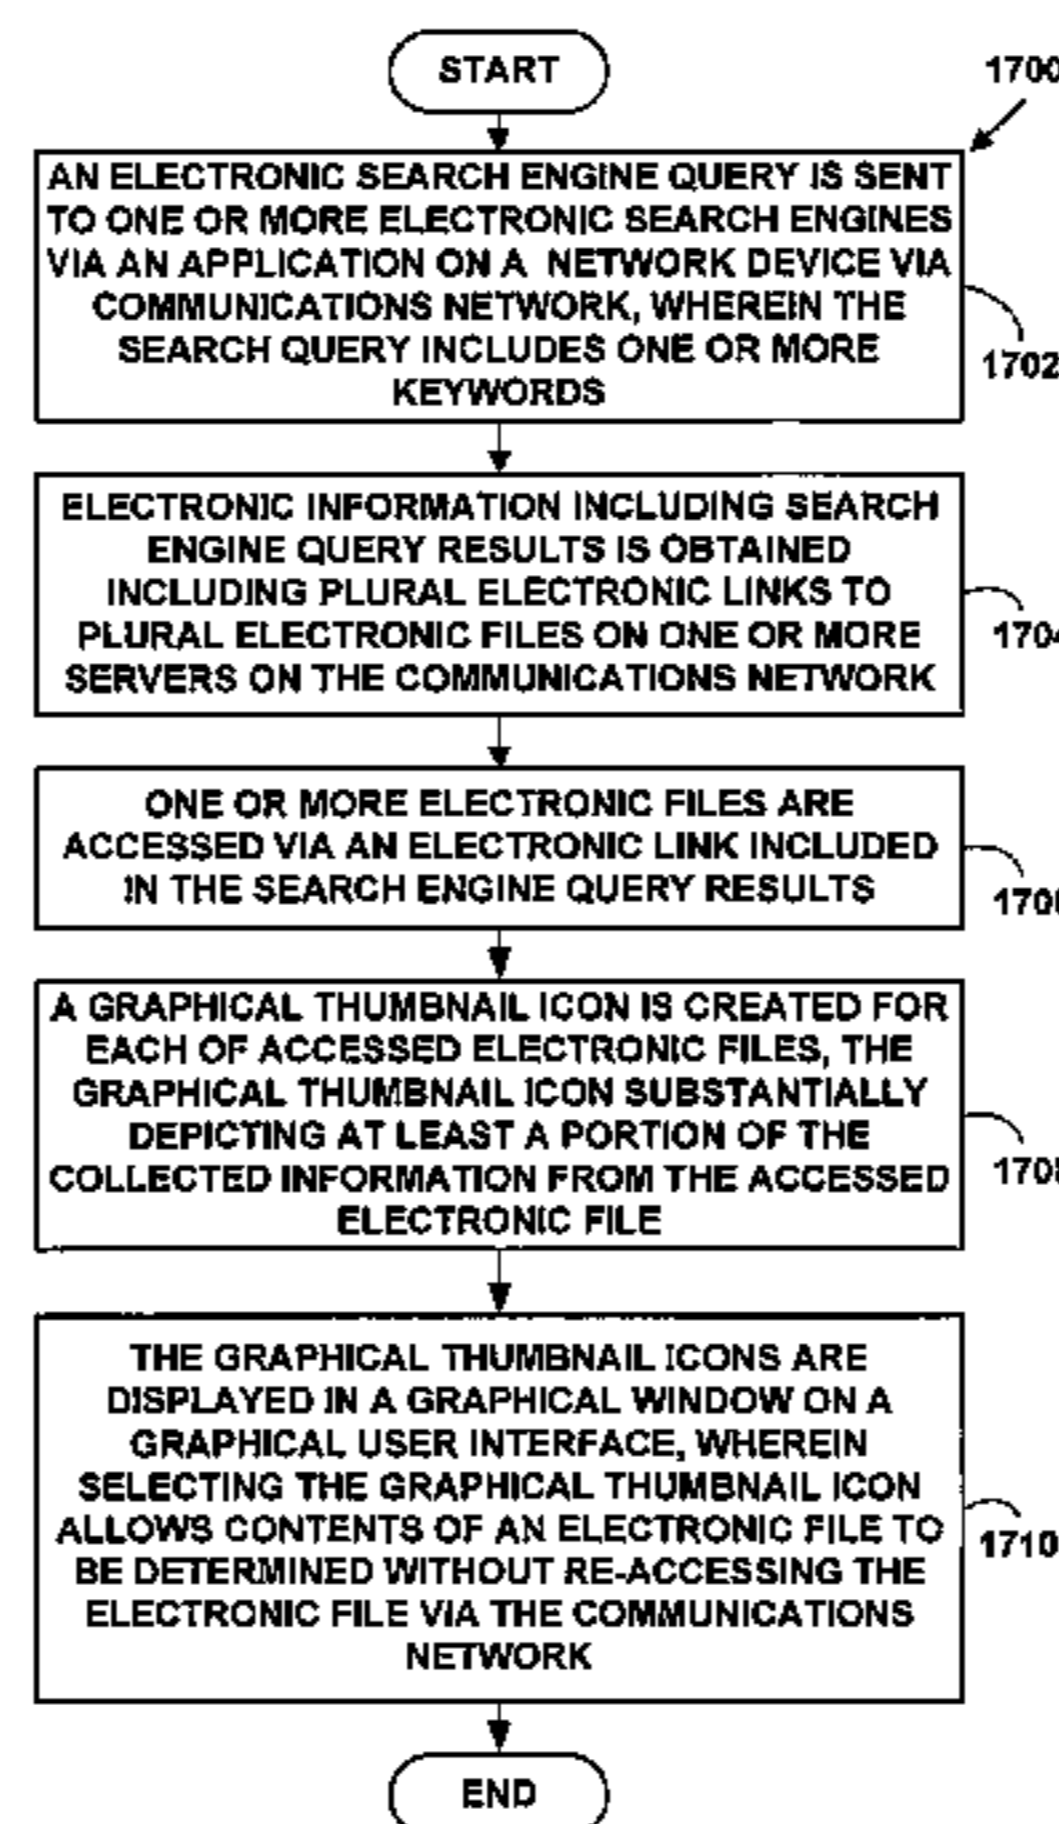 START
1700
AN ELECTRONIC SEARCH ENGINE QUERY IS SENT
TO ONE OR MORE ELECTRONIC SEARCH ENGINES
VIA AN APPLICATION ON A NETWORK DEVICE VIA
COMMUNICATIONS NETWORK, WHEREIN THE
SEARCH QUERY INCLUDES ONE OR MORE
KEYWORDS
1702
ELECTRONIC INFORMATION INCLUDING SEARCH
ENGINE QUERY RESULTS IS OBTAINED
INCLUDING PLURAL ELECTRONIC LINKS TO
PLURAL ELECTRONIC FILES ON ONE OR MORE
SERVERS ON THE COMMUNICATIONS NETWORK
1704
ONE OR MORE ELECTRONIC FILES ARE
ACCESSED VIA AN ELECTRONIC LINK INCLUDED
IN THE SEARCH ENGINE QUERY RESULTS
A GRAPHICAL THUMBNAIL ICON IS CREATED FOR
EACH OF ACCESSED ELECTRONIC FILES, THE
GRAPHICAL THUMBNAIL ICON SUBSTANTIALLY
DEPICTING AT LEAST A PORTION OF THE
COLLECTED INFORMATION FROM THE ACCESSED
ELECTRONIC FILE
THE GRAPHICAL THUMBNAIL ICONS ARE
DISPLAYED IN A GRAPHICAL WINDOW ON A
GRAPHICAL USER INTERFACE, WHEREIN
SELECTING THE GRAPHICAL THUMBNAIL ICON
ALLOWS CONTENTS OF AN ELECTRONIC FILE TO
BE DETERMINED WITHOUT RE-ACCESSING THE
ELECTRONIC FILE VIA THE COMMUNICATIONS
NETWORK
1710
END